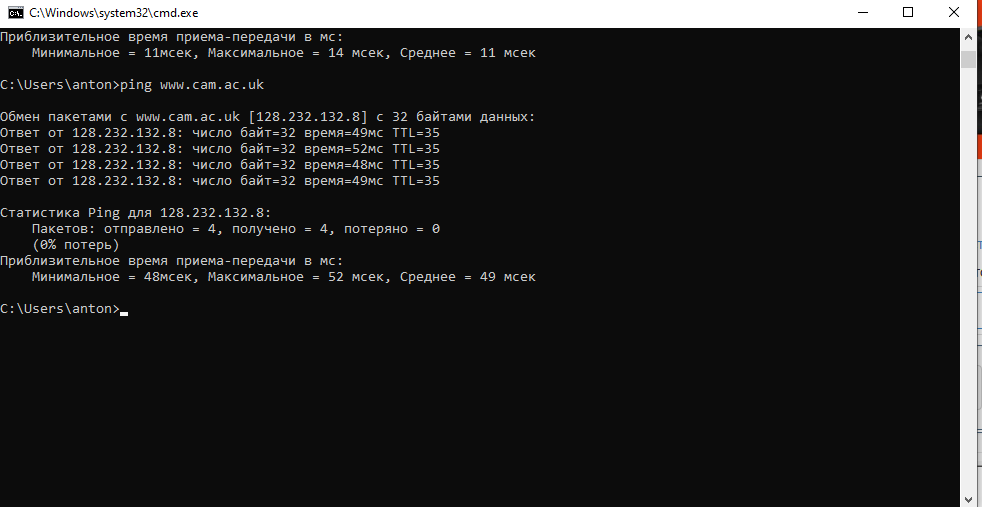 C:\Windows\system32\cmd.exe
Приблизительное время приема-передачи в мс:
    Минимальное = 11мсек, Максимальное = 14 мсек, Среднее = 11 мсек
C:\Users\anton>ping www.cam.ac.uk
Обмен пакетами с www.cam.ac.uk [128.232.132.8] с 32 байтами данных:
Ответ от 128.232.132.8: число байт=32 время=49мс TTL=35
Ответ от 128.232.132.8: число байт=32 время=52мс TTL=35
Ответ от 128.232.132.8: число байт=32 время=48мс TTL=35
Ответ от 128.232.132.8: число байт=32 время=49мс TTL=35
Статистика Ping для 128.232.132.8:
    Пакетов: отправлено = 4, получено = 4, потеряно = 0
    (0% потерь)
Приблизительное время приема-передачи в мс:
    Минимальное = 48мсек, Максимальное = 52 мсек, Среднее = 49 мсек
C:\Users\anton>